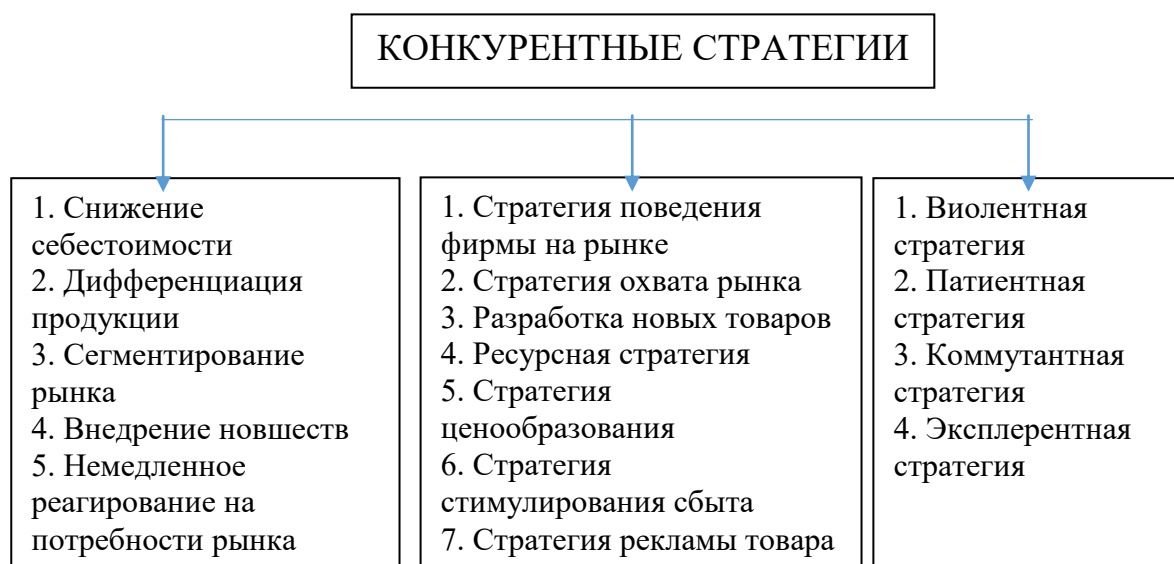 КОНКУРЕНТНЫЕ СТРАТЕГИИ
1. Снижение
себестоимости
2. Дифференциация
продукции
3. Сегментирование
рынка
4. Внедрение новшеств
5. Немедленное
реагирование на
потребности рынка
1. Стратегия поведения
фирмы на рынке
2. Стратегия охвата рынка
3. Разработка новых товаров
4. Ресурсная стратегия
5. Стратегия
ценообразования
6. Стратегия
стимулирования сбыта
7. Стратегия рекламы товара
1. Виолентная
стратегия
2. Патиентная
стратегия
3. Коммутантная
стратегия
4. Эксплерентная
стратегия